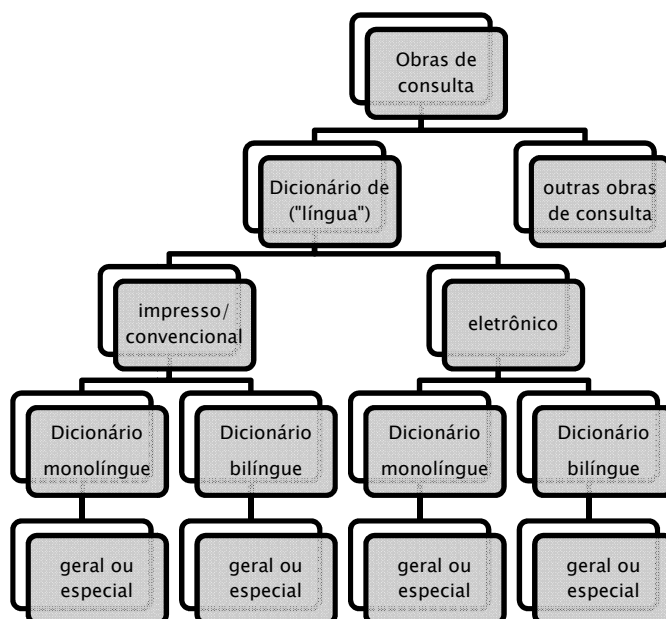 Obras de
consulta
Dicionário de
("língua")
outras obras
de consulta
impresso/
convencional
eletrônico
Dicionário
monolíngue
Dicionário
bilíngue
Dicionário
monolíngue
Dicionário
bilíngue
geral ou
especial
geral ou
especial
geral ou
especial
geral ou
especial